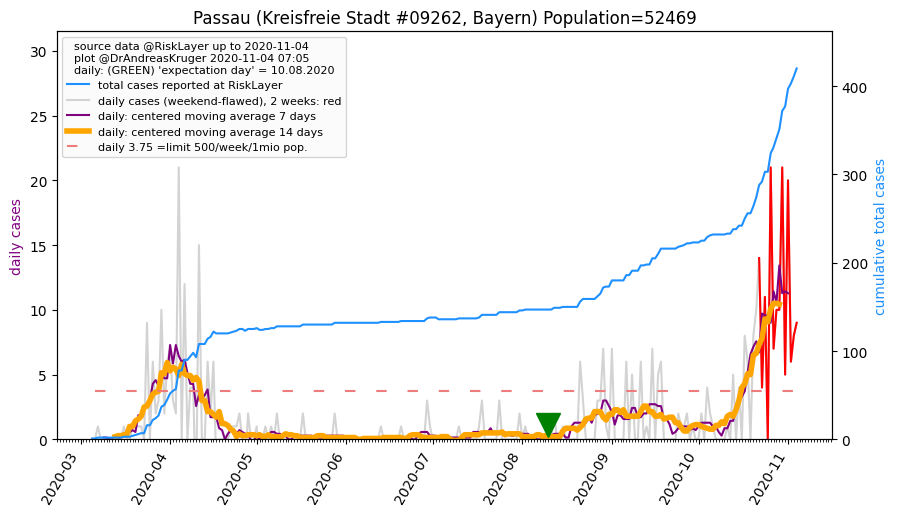 Passau (Kreisfreie Stadt #09262, Bayern) Population=52469
source data @RiskLayer up to 2020-11-04
plot @DrAndreasKruger 2020-11-04 07:05
daily: (GREEN) 'expectation day' = 10.08.2020
total cases reported at RiskLayer
daily cases (weekend-flawed), 2 weeks: red
daily: centered moving average 7 days
daily: centered moving average 14 days
daily 3.75 =limit 500/week/1mio pop.
daily cases
30
25
20
15
10
5
0
cumulative total cases
400
300
200
100
0
2020-03
2020-04
2020-05
2020-06
2020-07
2020-08
2020-09
2020-10
2020-11